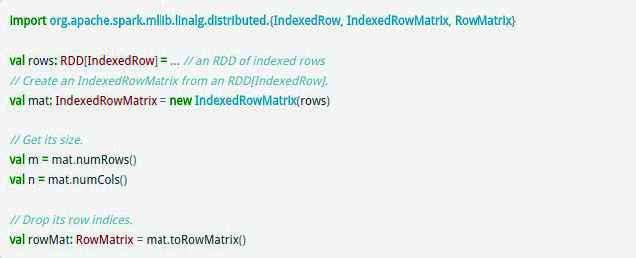 import org.apache.spark.mllib.linalg.distributed.{IndexedRow, IndexedRowMatrix, RowMatrix}
val rows: RDD[IndexedRow] = ... // an RDD of indexed rows
// Create an IndexedRowMatrix from an RDD[IndexedRow].
val mat: IndexedRowMatrix = new IndexedRowMatrix(rows)
// Get its size.
val m = mat.numRows()
val n = mat.numCols()
// Drop its row indices.
val rowMat: RowMatrix = mat.toRowMatrix()